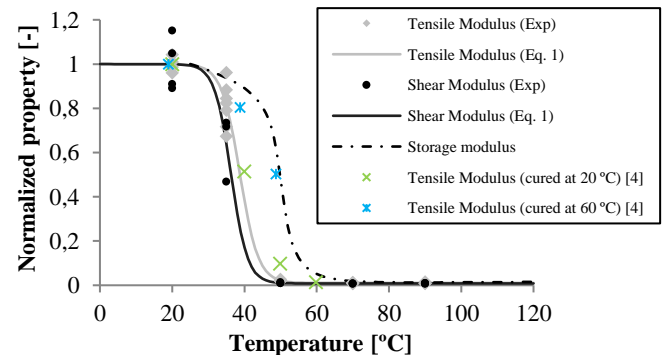 Normalized property [-]
1,2
1
0,8
0,6
0,4
0,2
0
0 20 40 60 80 100 120
Temperature [ºC]
Tensile Modulus (Exp)
Tensile Modulus (Eq. 1)
Shear Modulus (Exp)
Shear Modulus (Eq. 1)
Storage modulus
Tensile Modulus (cured at 20 ºC) [4]
Tensile Modulus (cured at 60 ºC) [4]